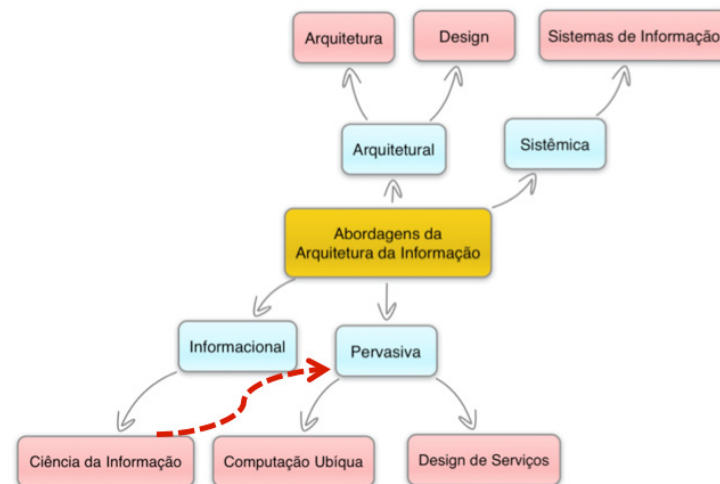 Arquitetura
Design
Sistemas de Informação
Arquitetural
Sistêmica
Abordagens da
Arquitetura da Informação
Informacional
Pervasiva
Ciência da Informação
Computação Ubíqua
Design de Serviços